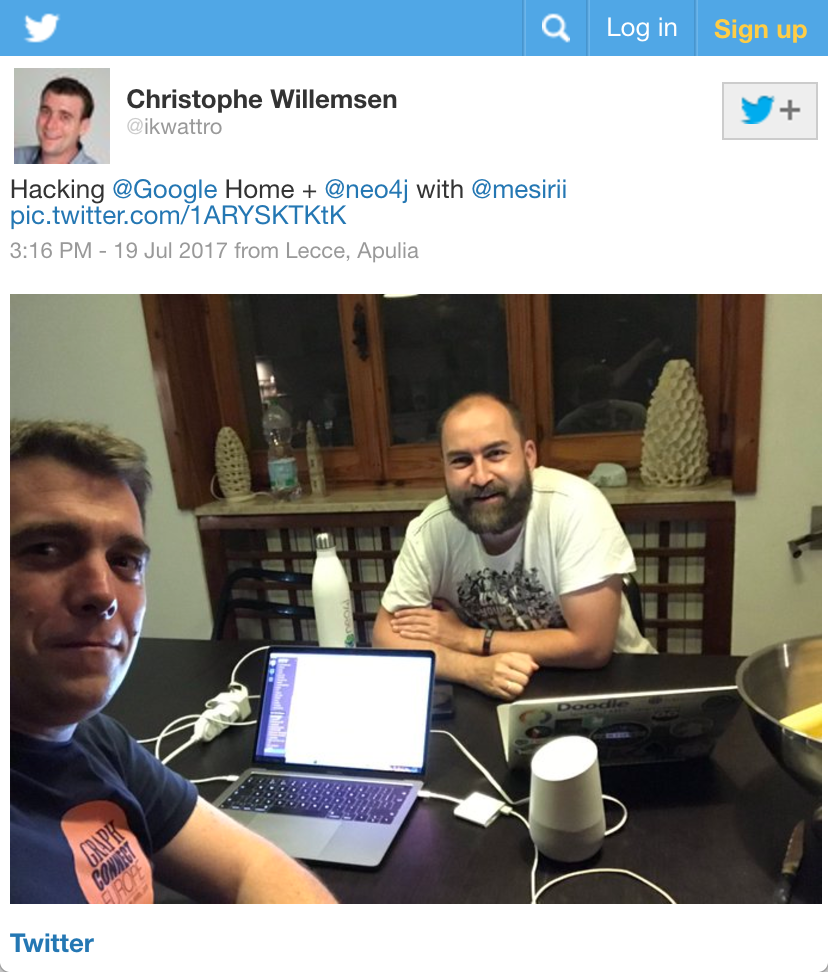 Log in
Sign up
Christophe Willemsen
@ikwattro
Hacking @Google Home + @neo4j with @mesirii
pic.twitter.com/1ARYSKTKtK
3:16 PM - 19 Jul 2017 from Lecce, Apulia
Doodle
GRAPH
CONNECT
EUROPE
Twitter